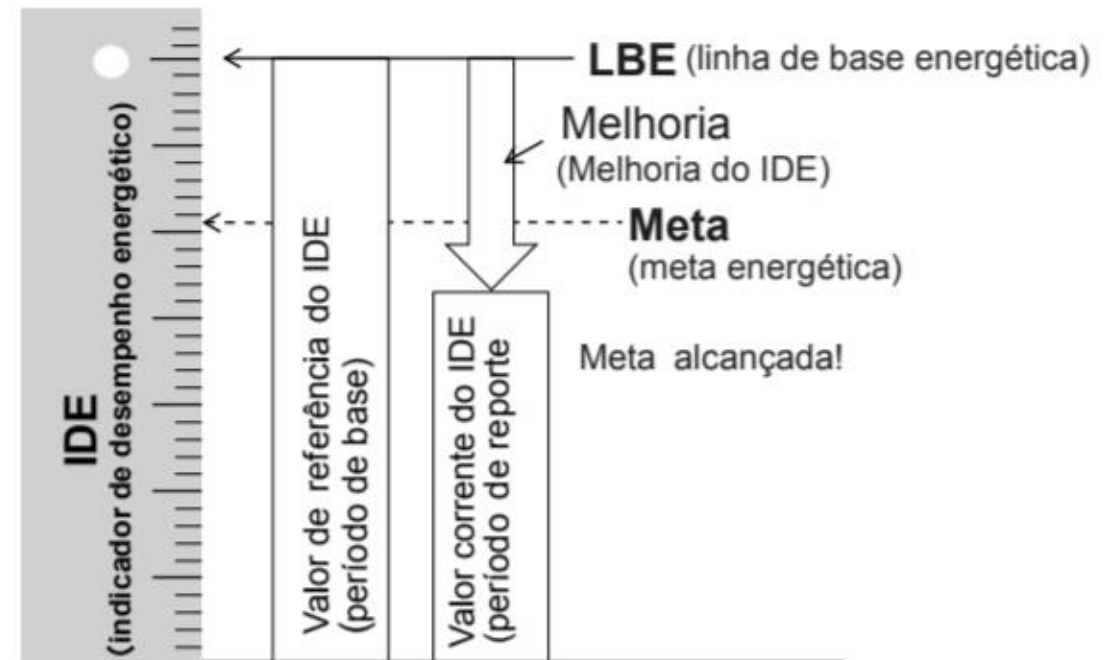 IDE
(indicador de desempenho energético)
Valor de referência do IDE
(período de base)
Valor corrente do IDE
(período de reporte
LBE (linha de base energética)
Melhoria
(Melhoria do IDE)
Meta
(meta energética)
Meta alcançada!